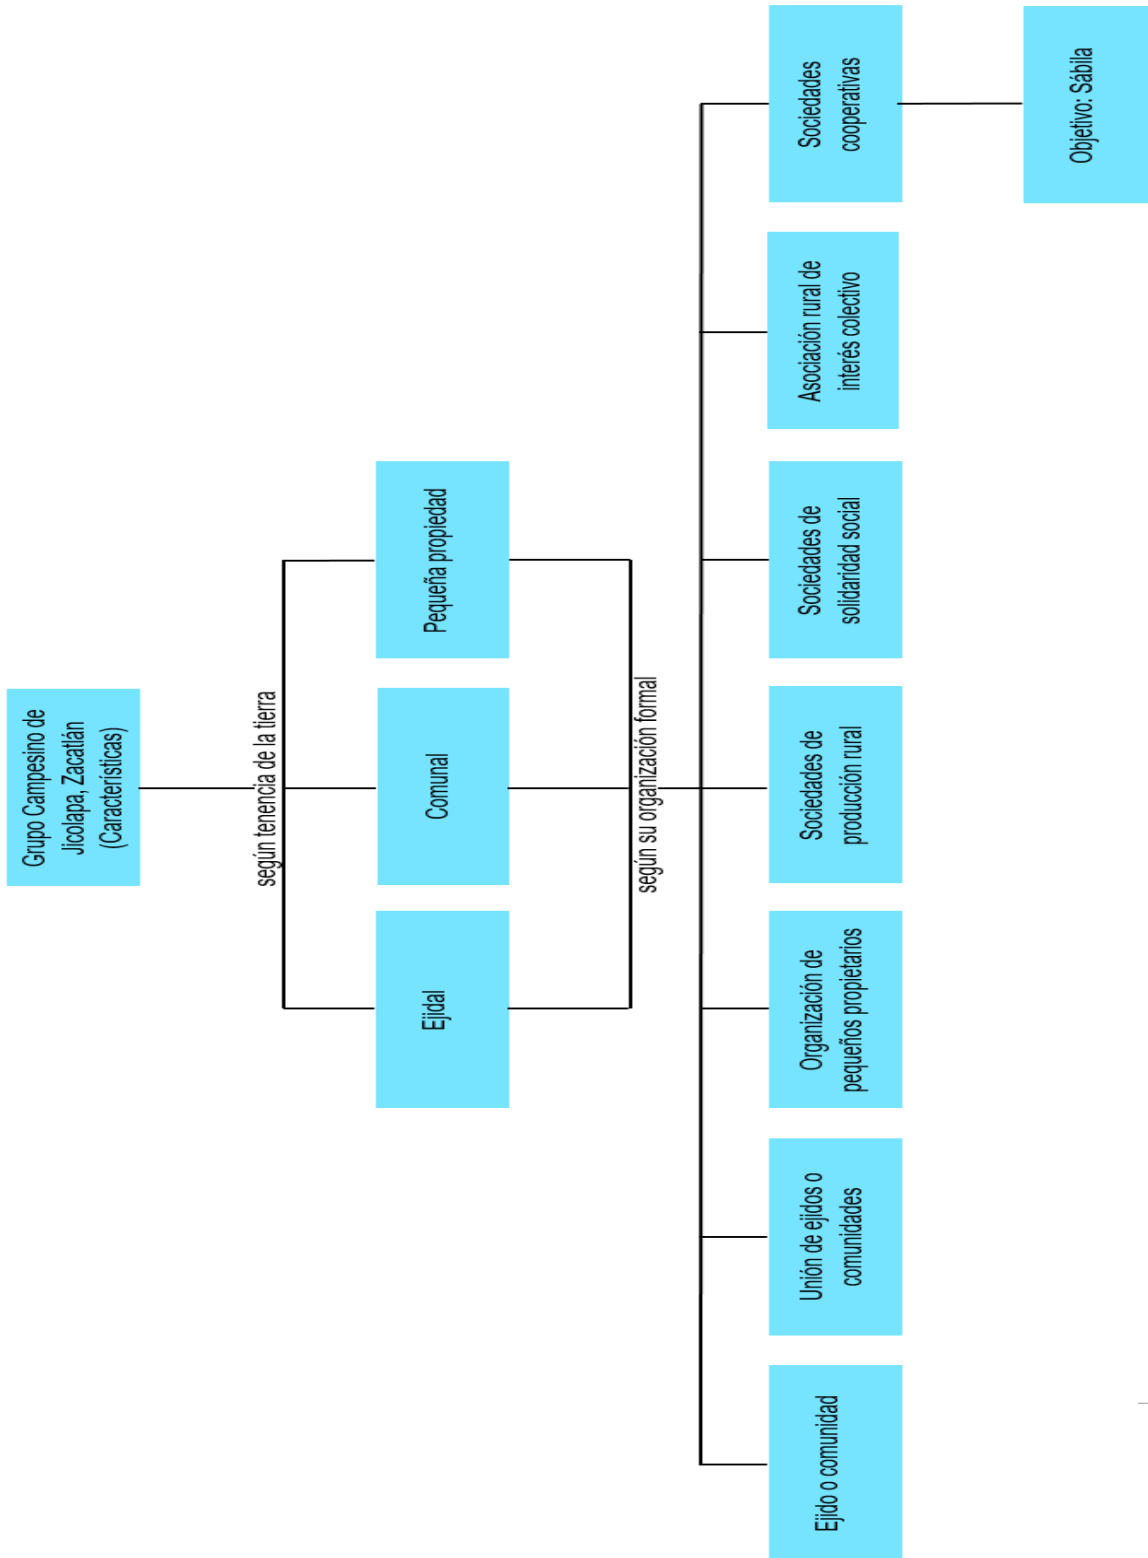 Grupo Campesino de
Jicolapa, Zacatlán
(Características)
según tenencia de la tierra
Ejidal
Comunal
Pequeña propiedad
según su organización formal
Ejido o comunidad
Unión de ejidos o
comunidades
Organización de
pequeños propietarios
Sociedades de
producción rural
Sociedades de
solidaridad social
Asociación rural de
interés colectivo
Sociedades
cooperativas
Objetivo: Sábila